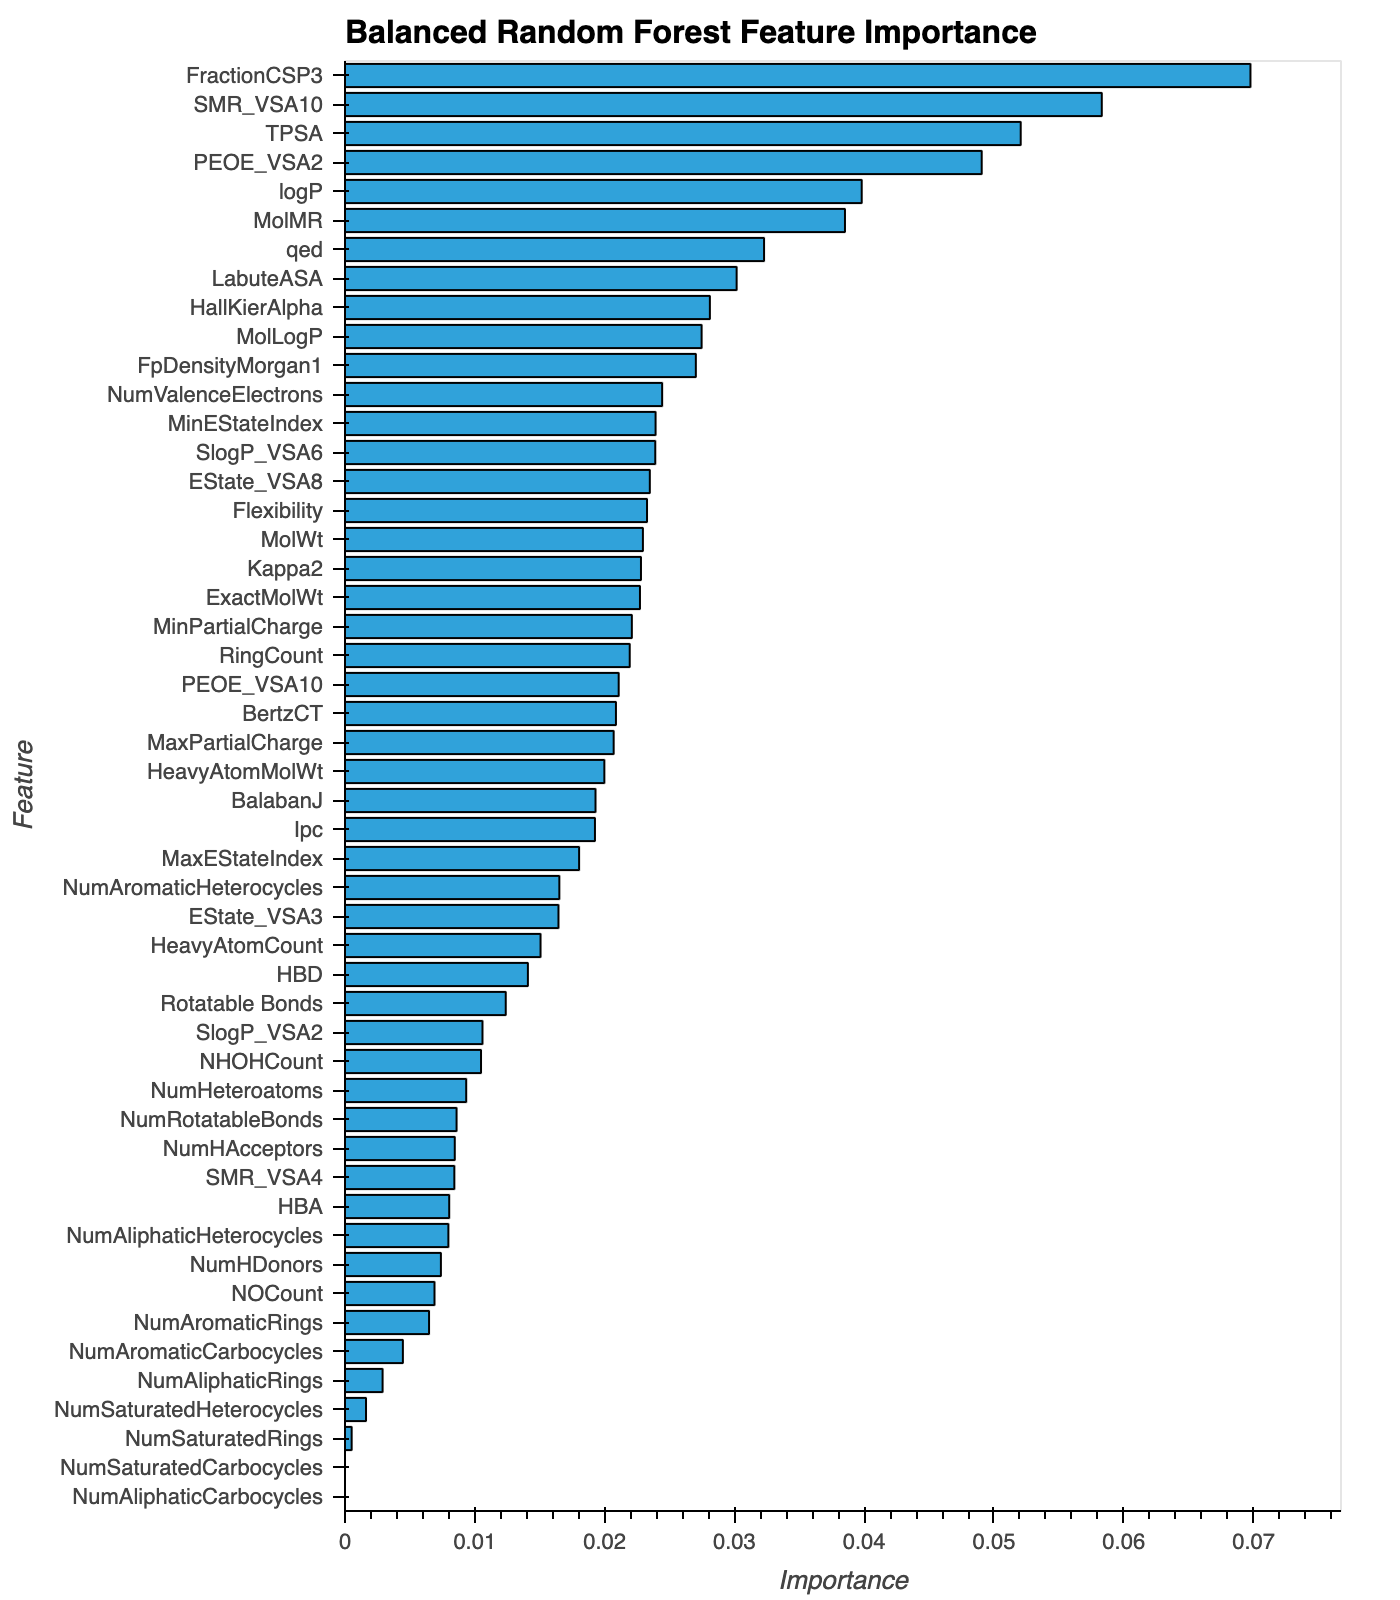 Balanced Random Forest Feature Importance
FractionCSP3
SMR_VSA10
TPSA
PEOE_VSA2
logP
MolMR
qed
LabuteASA
HallKierAlpha
MolLogP
FpDensityMorgan1
NumValenceElectrons
MinEStateIndex
SlogP_VSA6
EState_VSA8
Flexibility
MolWt
Kappa2
ExactMolWt
MinPartialCharge
RingCount
PEOE_VSA10
BertzCT
MaxPartialCharge
HeavyAtomMolWt
BalabanJ
Ipc
MaxEStateIndex
NumAromaticHeterocycles
EState_VSA3
HeavyAtomCount
HBD
Rotatable Bonds
SlogP_VSA2
NHOHCount
NumHeteroatoms
NumRotatableBonds
NumHAcceptors
SMR_VSA4
HBA
NumAliphaticHeterocycles
NumHDonors
NOCount
NumAromaticRings
NumAromaticCarbocycles
NumAliphaticRings
NumSaturatedHeterocycles
NumSaturatedRings
NumSaturatedCarbocycles
NumAliphaticCarbocycles
Feature
0 0.01 0.02 0.03 0.04 0.05 0.06 0.07
Importance